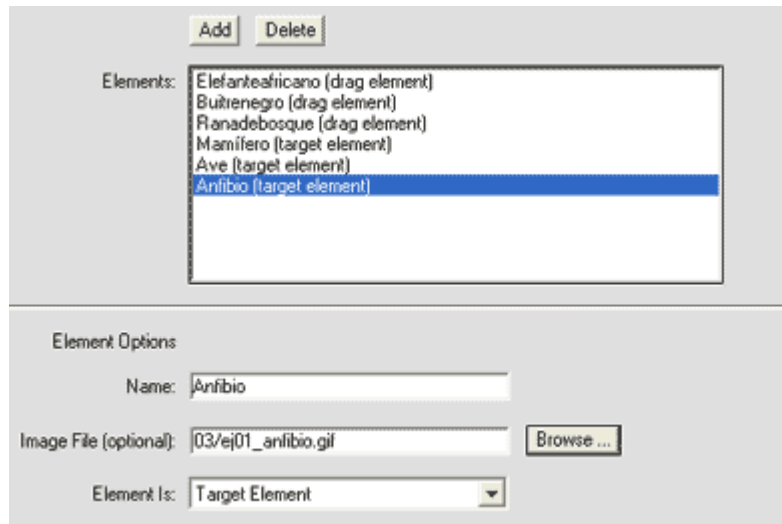 Add Delete
Elements:
Elefanteafricano (drag element)
Buitrenegro (drag element)
Ranadebosque (drag element)
Mamífero (target element)
Ave (target element)
Anfibio (target element)
Element Options
Name: Anfibio
Image File (optional): 03/ej01_anfibio.gif Browse ...
Element Is: Target Element